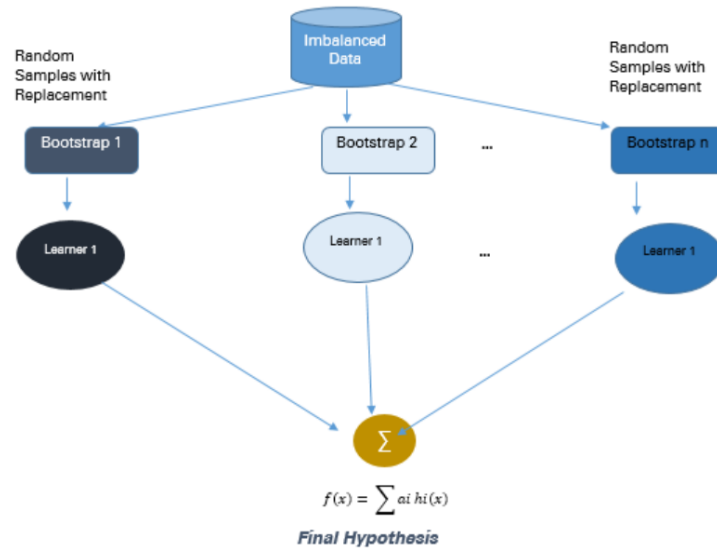 Imbalanced
Data
Random
Samples with
Replacement
Random
Samples with
Replacement
Bootstrap 1
Bootstrap 2
...
Bootstrap n
Learner 1
Learner 1
...
Learner 1
Σ
f(x) = ∑ ai hi(x)
Final Hypothesis